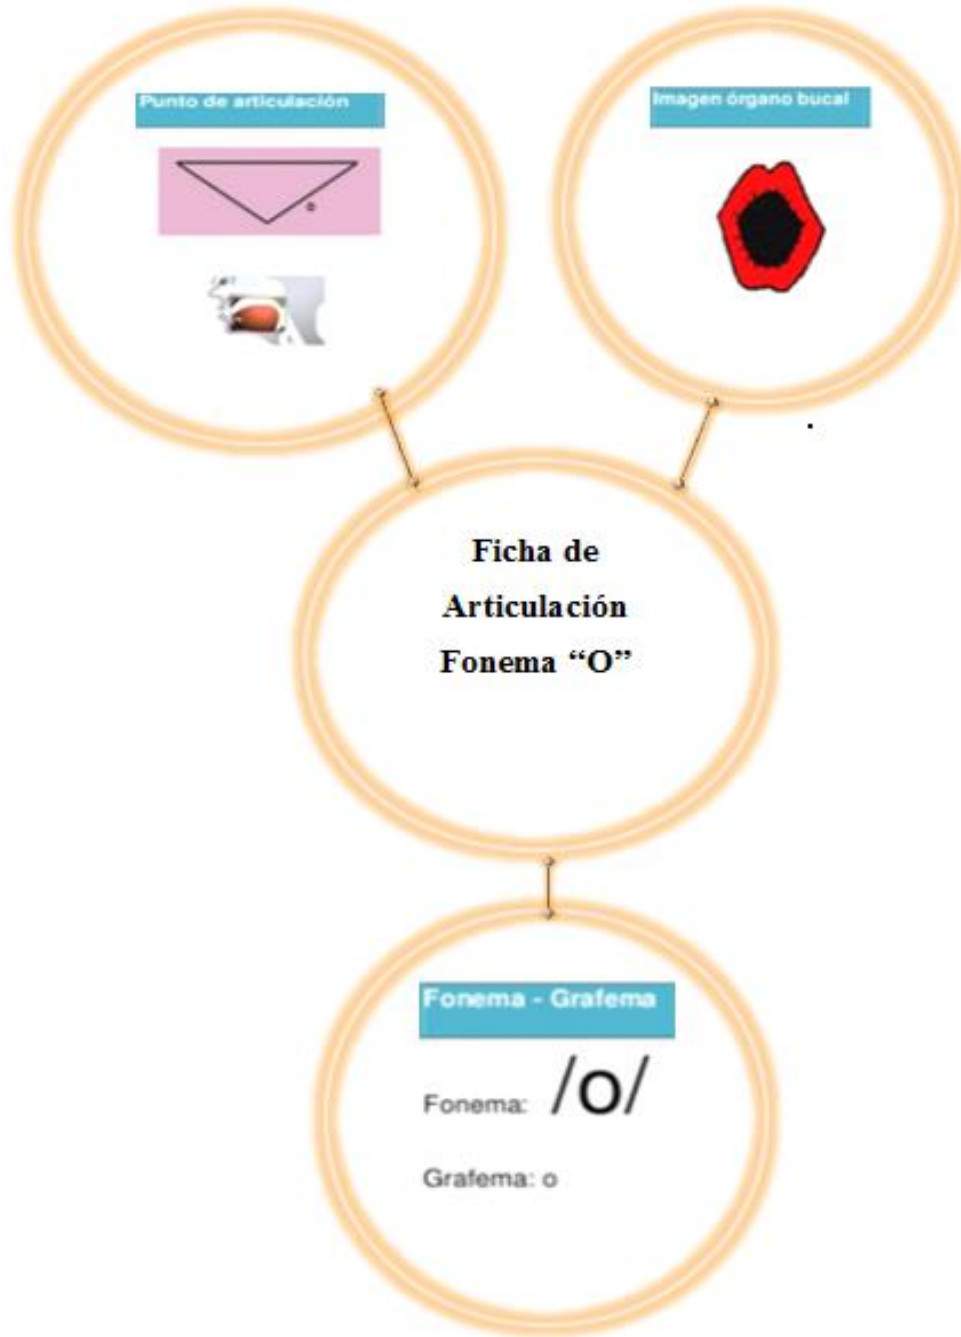 Punto de articulación
Imagen órgano bucal
o
Ficha de
Articulación
Fonema “O”
Fonema - Grafema
Fonema: /o/
Grafema: o